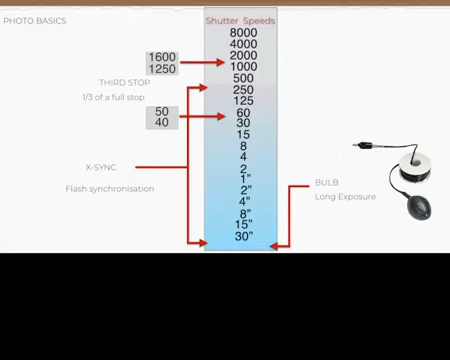 PHOTO BASICS
Shutter Speeds
8000
4000
2000
1000
500
250
125
60
30
15
8
4
2
1”
2”
4”
8”
15”
30”
1600
1250
THIRD STOP
1/3 of a full stop
50
40
X-SYNC
Flash synchronisation
BULB
Long Exposure